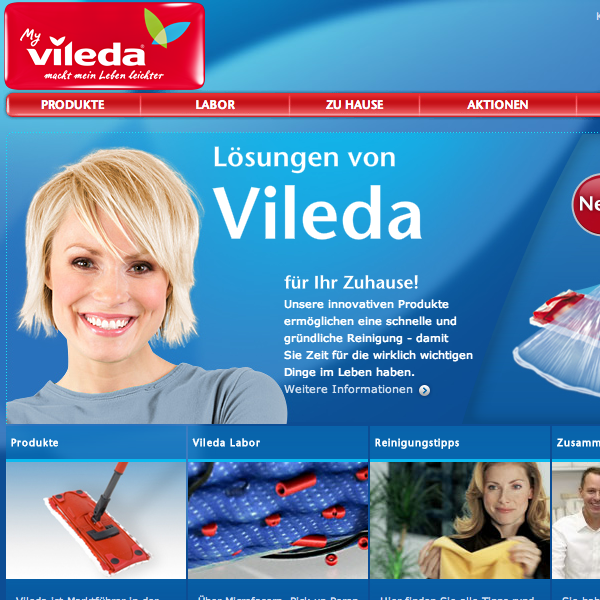 My
vileda
macht mein Leben leichter
PRODUKTE LABOR ZU HAUSE AKTIONEN
Lösungen von
Vileda
für Ihr Zuhause!
Unsere innovativen Produkte
ermöglichen eine schnelle und
gründliche Reinigung - damit
Sie Zeit für die wirklich wichtigen
Dinge im Leben haben.
Weitere Informationen
Ne
Produkte Vileda Labor Reinigungstipps Zusamm